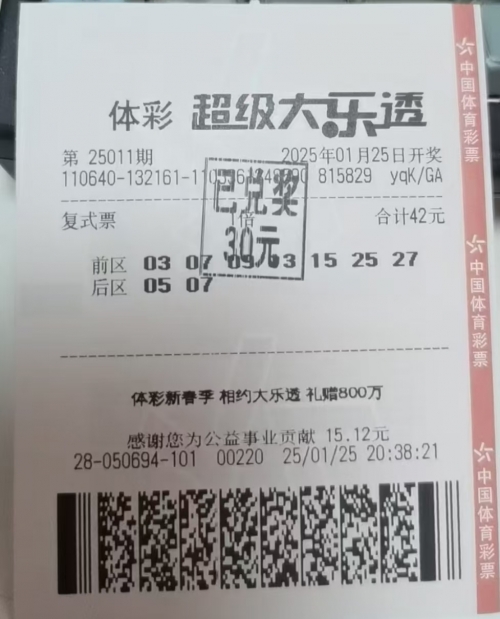 体彩 超级大乐透
第 25011期 2025年01月25日开奖
110640-132161-110 815829 yqK/GA
已兑奖
30元
复式票 1倍 合计42元
前区 03 07 09 13 15 25 27
后区 05 07
体彩新春季 相约大乐透 礼赠800万
感谢您为公益事业贡献 15.12元
28-050694-101 00220 25/01/25 20:38:21
中国体育彩票
中国体育彩票
中国体育彩票